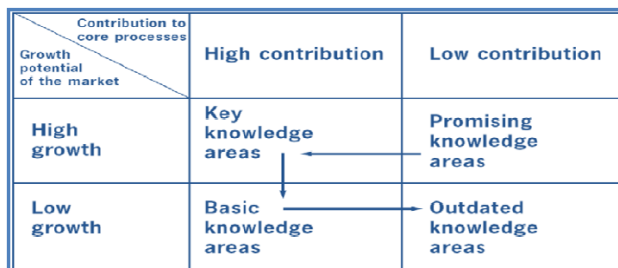 Contribution to
core processes
Growth
potential
of the market
High contribution
Low contribution
High
growth
Key
knowledge
areas
Promising
knowledge
areas
Low
growth
Basic
knowledge
areas
Outdated
knowledge
areas